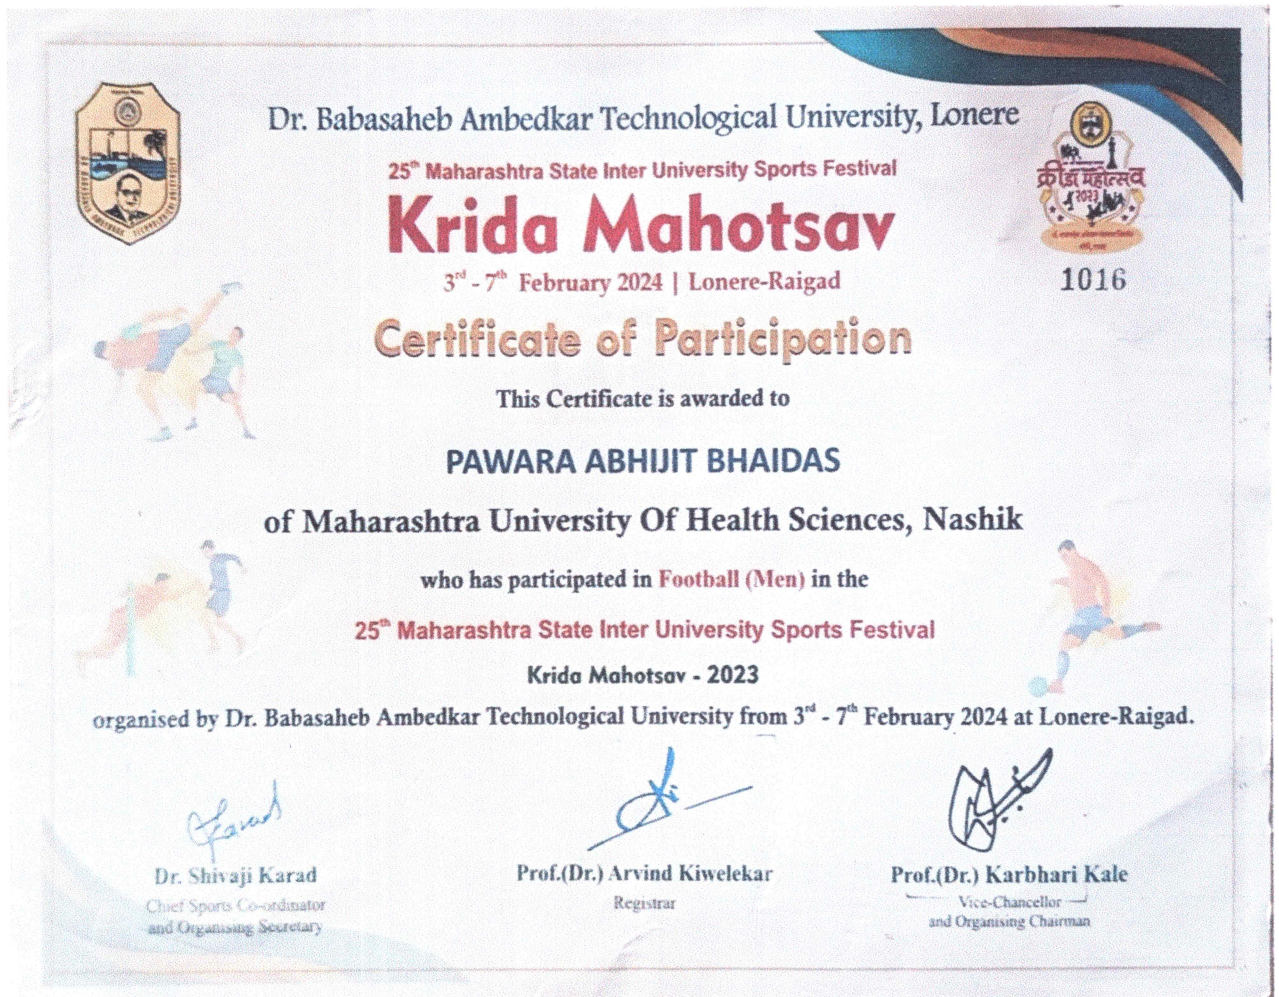 Dr. Babasaheb Ambedkar Technological University, Lonere
25th Maharashtra State Inter University Sports Festival
Krida Mahotsav
3rd - 7th February 2024 | Lonere-Raigad
क्रीडा महोत्सव
2023
1016
Certificate of Participation
This Certificate is awarded to
PAWARA ABHIJIT BHAIDAS
of Maharashtra University Of Health Sciences, Nashik
who has participated in Football (Men) in the
25th Maharashtra State Inter University Sports Festival
Krida Mahotsav - 2023
organised by Dr. Babasaheb Ambedkar Technological University from 3rd - 7th February 2024 at Lonere-Raigad.
Karad
Dr. Shivaji Karad
Chief Sports Co-ordinator
and Organising Secretary
Prof.(Dr.) Arvind Kiwelekar
Registrar
Prof.(Dr.) Karbhari Kale
Vice-Chancellor
and Organising Chairman